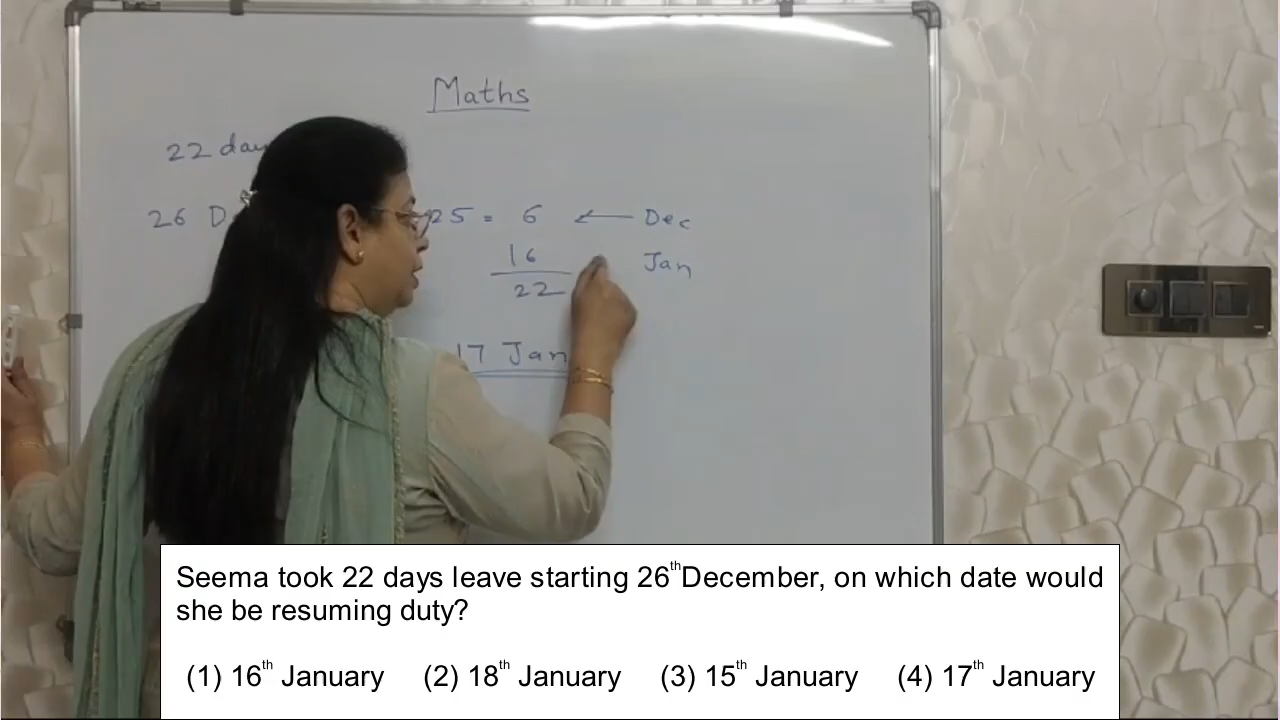 Maths
22 day
26 D 25 = 6 ← Dec
16 Jan
22
17 Jan
Seema took 22 days leave starting 26th December, on which date would
she be resuming duty?
(1) 16th January (2) 18th January (3) 15th January (4) 17th January